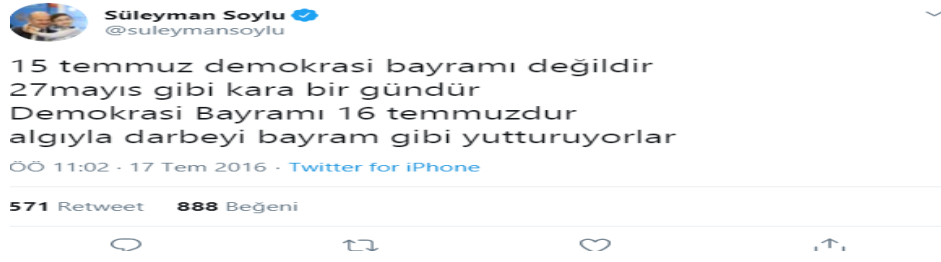 Süleyman Soylu
@suleymansoylu
15 temmuz demokrasi bayramı değildir
27mayıs gibi kara bir gündür
Demokrasi Bayramı 16 temmuzdur
algıyla darbeyi bayram gibi yutturuyorlar
ÖÖ 11:02 · 17 Tem 2016 · Twitter for iPhone
571 Retweet 888 Beğeni